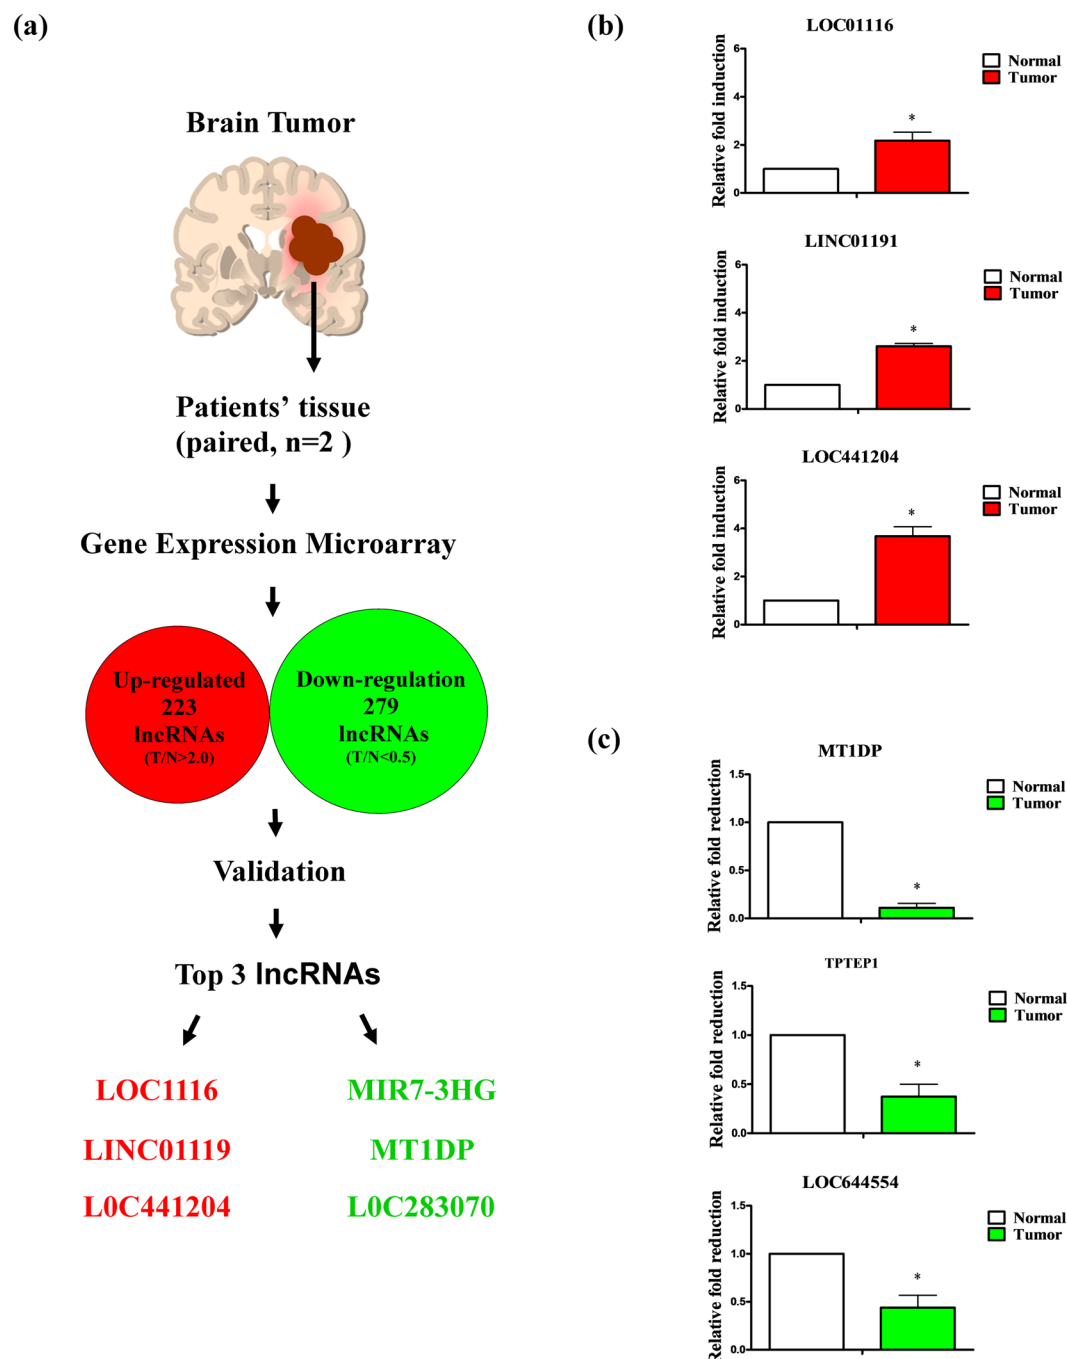 (a)
Brain Tumor
Patients’ tissue
(paired, n=2 )
Gene Expression Microarray
Up-regulated
223
lncRNAs
(T/N>2.0)
Down-regulation
279
lncRNAs
(T/N<0.5)
Validation
Top 3 lncRNAs
LOC1116
MIR7-3HG
LINC01119
MT1DP
L0C441204
L0C283070
(b)
LOC01116
Relative fold induction
6
4
2
0
*
Normal
Tumor
LINC01191
Relative fold induction
6
4
2
0
*
Normal
Tumor
LOC441204
Relative fold induction
6
4
2
0
*
Normal
Tumor
(c)
MT1DP
Relative fold reduction
1.5
1.0
0.5
0.0
*
Normal
Tumor
TPTEP1
Relative fold reduction
1.5
1.0
0.5
0.0
*
Normal
Tumor
LOC644554
Relative fold reduction
1.5
1.0
0.5
0.0
*
Normal
Tumor